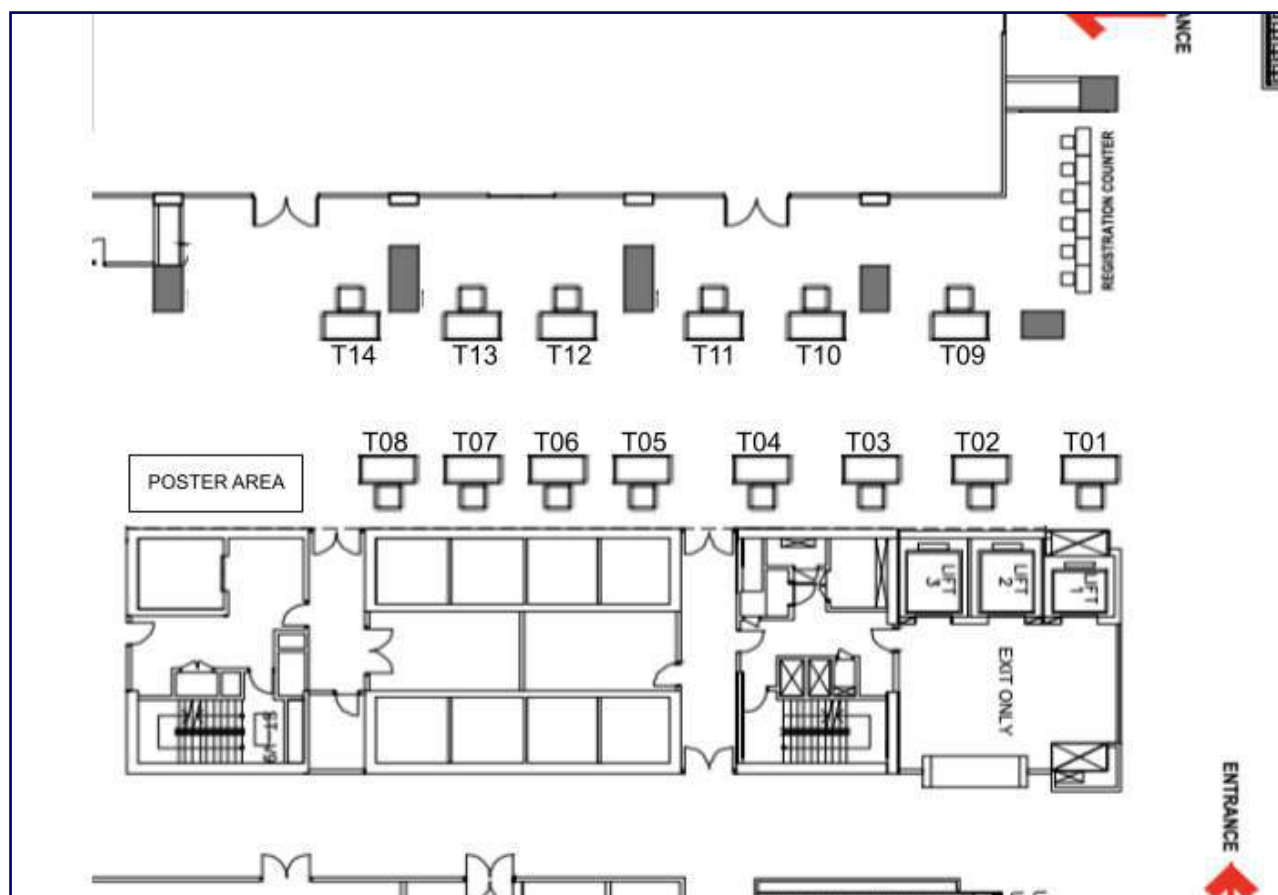 ANCE
REGISTRATION COUNTER
T14
T13
T12
T11
T10
T09
T08
T07
T06
T05
T04
T03
T02
T01
POSTER AREA
LIFT 3
LIFT 2
LIFT 1
EXIT ONLY
ENTRANCE